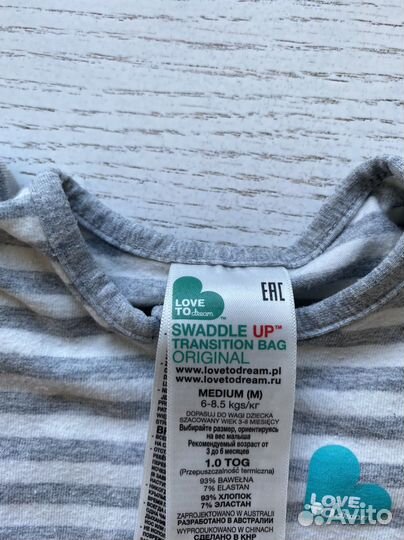 LOVE
TO dream™
EAC
SWADDLE UP™
TRANSITION BAG
ORIGINAL
www.lovetodream.pl
www.lovetodream.ru
MEDIUM (M)
6-8.5 kgs/кг
DOPASUJ DO WAGI DZIECKA
SZACOWANY WIEK 3-6 MIESIĘCY
Выбирайте размер, ориентируясь
на вес малыша
Рекомендуемый возраст от
3 до 6 месяцев
1.0 TOG
(Przepuszczalność termiczna)
93% BAWEŁNA
7% ELASTAN
93% ХЛОПОК
7% ЭЛАСТАН
ZAPROJEKTOWANO W AUSTRALII
РАЗРАБОТАНО В АВСТРАЛИИ
WYPRODUKOWANO W CHINACH
СДЕЛАНО В КНР
LOVE
Avito